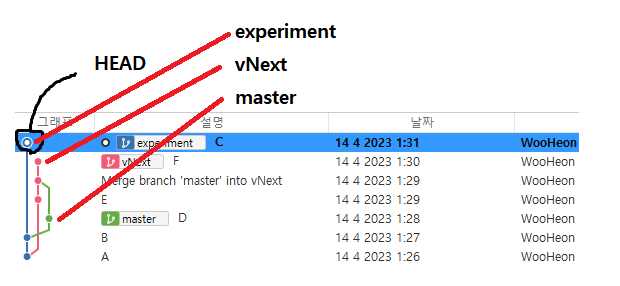 experiment
HEAD
vNext
master
그래프 설명 날짜
experiment C 14 4 2023 1:31 WooHeon
vNext F 14 4 2023 1:30 WooHeon
Merge branch 'master' into vNext 14 4 2023 1:29 WooHeon
E 14 4 2023 1:29 WooHeon
master D 14 4 2023 1:28 WooHeon
B 14 4 2023 1:27 WooHeon
A 14 4 2023 1:26 WooHeon